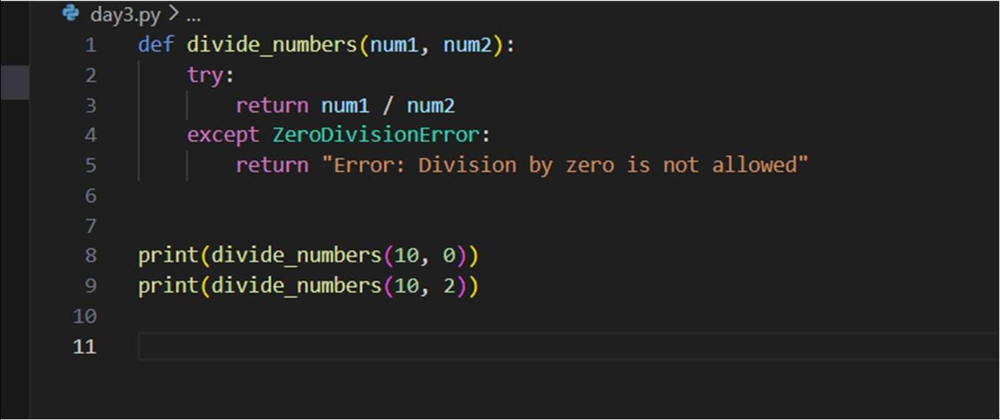 day3.py > ...
1 def divide_numbers(num1, num2):
2     try:
3         return num1 / num2
4     except ZeroDivisionError:
5         return "Error: Division by zero is not allowed"
6
7
8 print(divide_numbers(10, 0))
9 print(divide_numbers(10, 2))
10
11